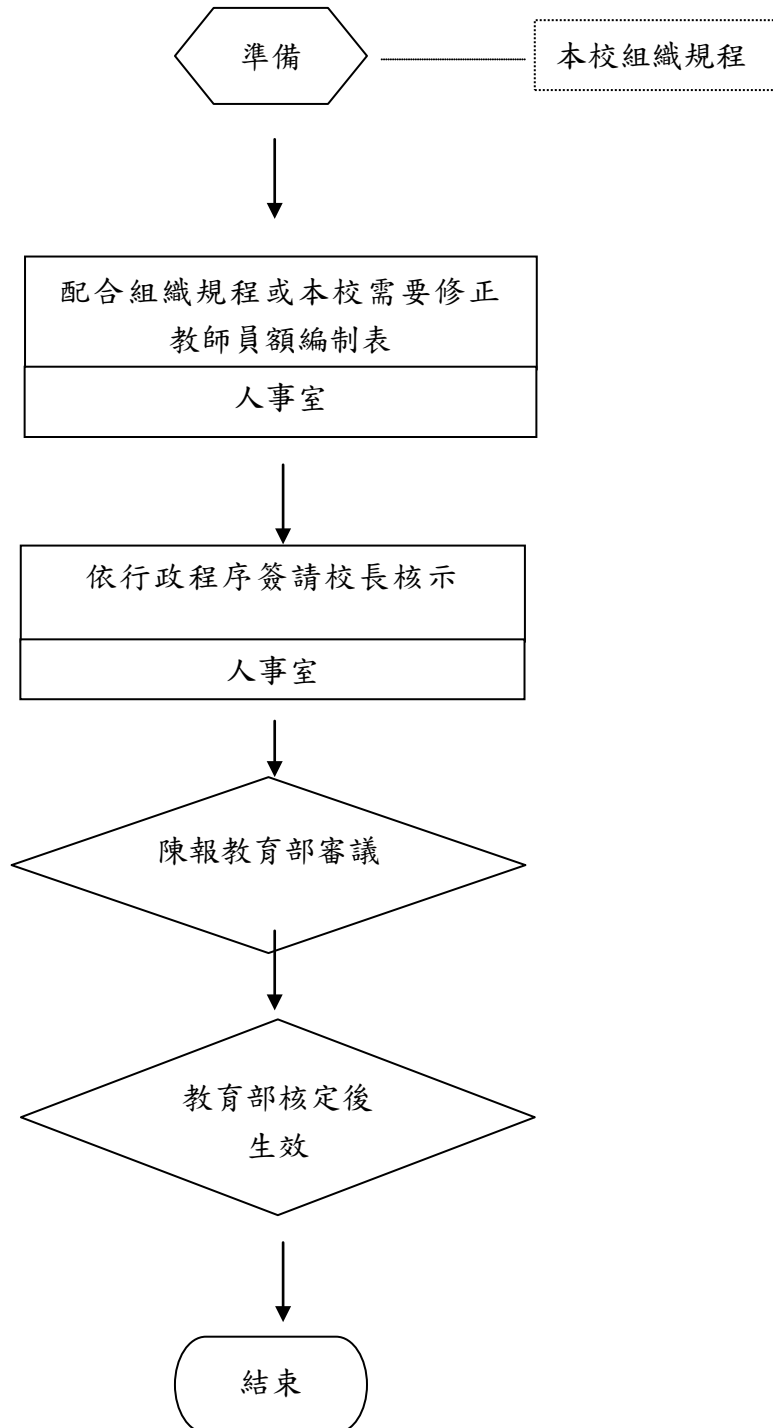 準備
本校組織規程
配合組織規程或本校需要修正
教師員額編制表
人事室
依行政程序簽請校長核示
人事室
陳報教育部審議
教育部核定後
生效
結束